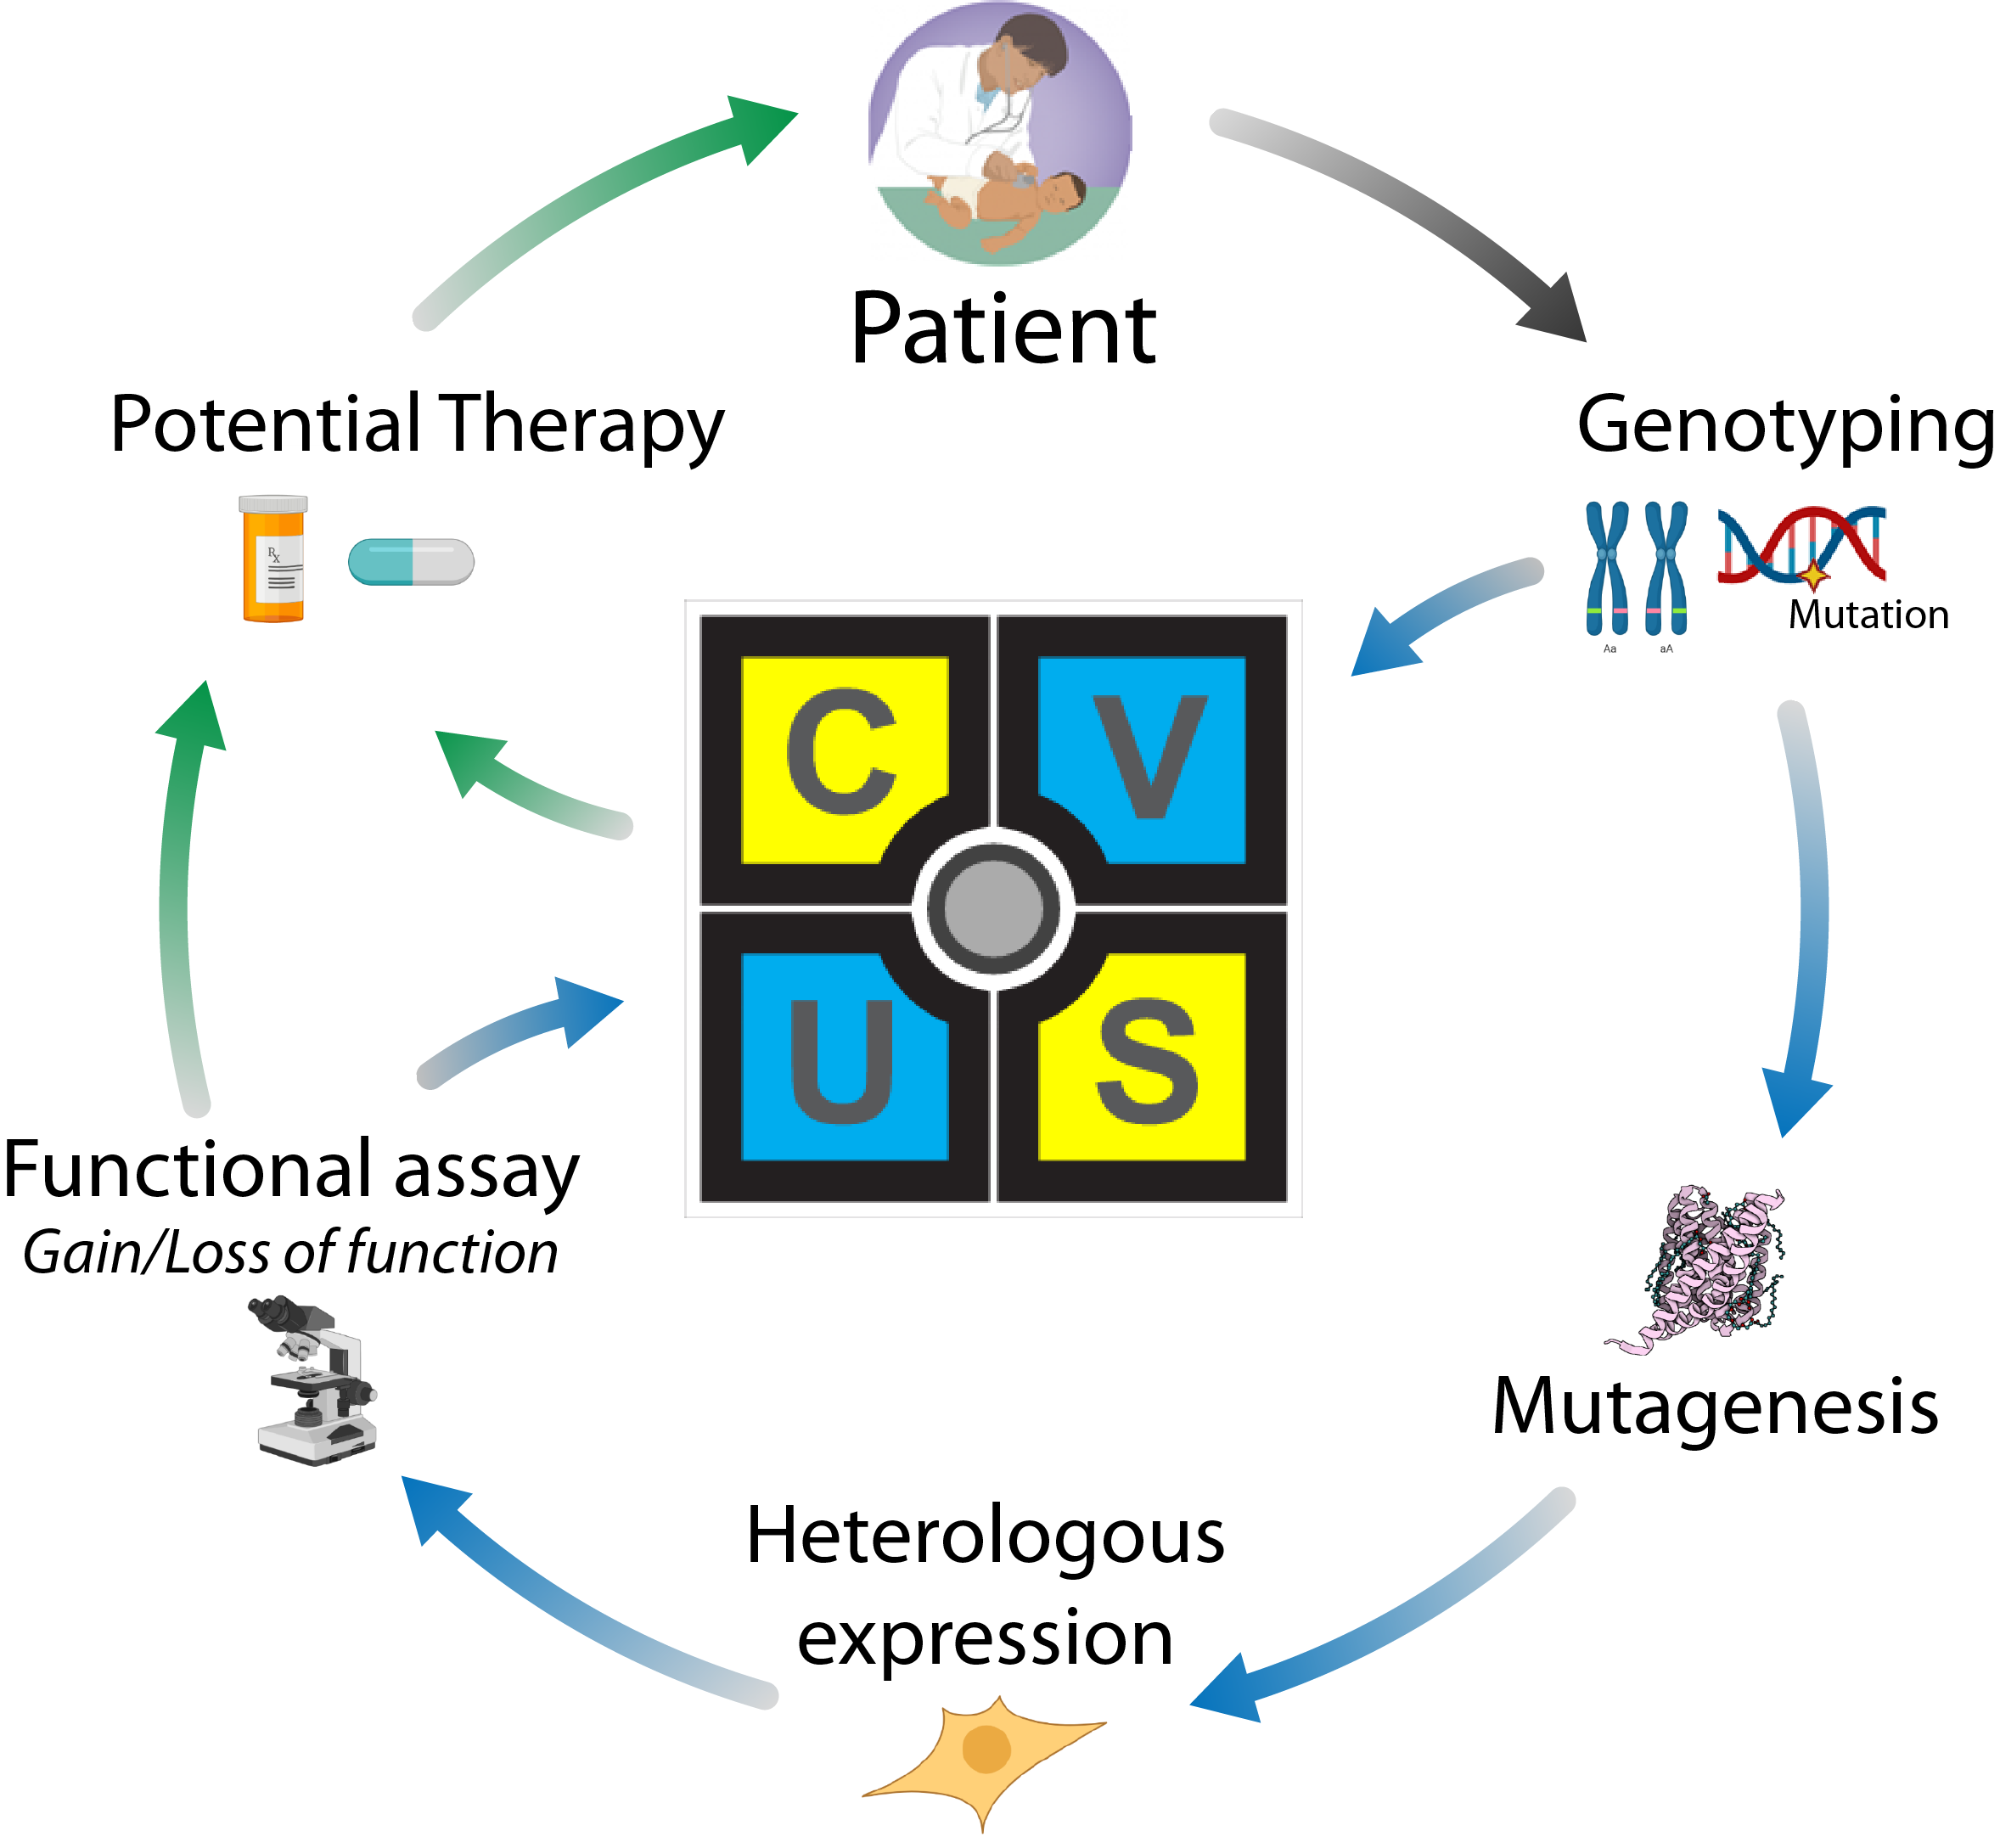 Patient
Potential Therapy
Genotyping
Rx
Mutation
Aa
aA
C
V
U
S
Functional assay
Gain/Loss of function
Mutagenesis
Heterologous
expression